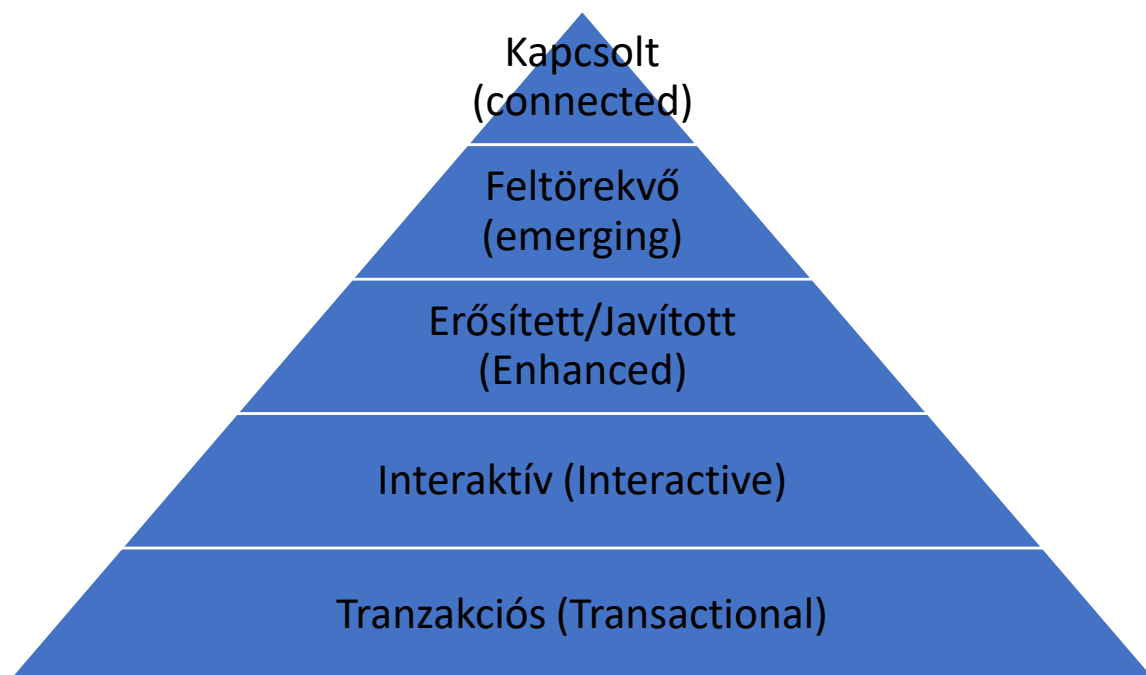 Kapcsolt
(connected)
Feltörekvő
(emerging)
Erősített/Javított
(Enhanced)
Interaktív (Interactive)
Tranzakciós (Transactional)